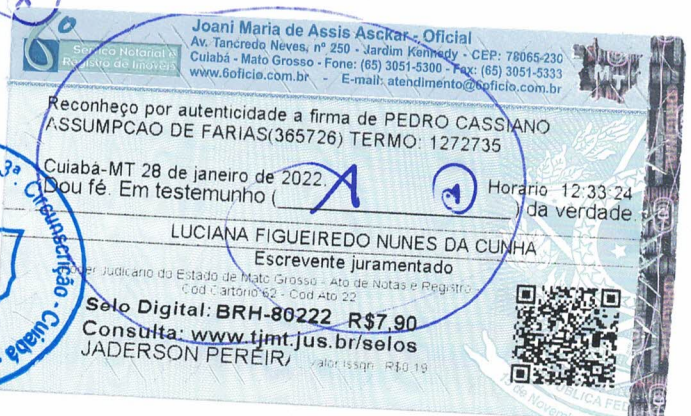 6
Serviço Notarial e
Registro de Imóveis
Joani Maria de Assis Asckar - Oficial
Av. Tancredo Neves, nº 250 - Jardim Kennedy - CEP: 78065-230
Cuiabá - Mato Grosso - Fone: (65) 3051-5300 - Fax: (65) 3051-5333
www.6oficio.com.br - E-mail: atendimento@6oficio.com.br
MT
Reconheço por autenticidade a firma de PEDRO CASSIANO
ASSUMPCAO DE FARIAS(365726) TERMO: 1272735
Cuiabá-MT 28 de janeiro de 2022. Horario 12:33:24
Dou fé. Em testemunho (____) da verdade.
LUCIANA FIGUEIREDO NUNES DA CUNHA
Escrevente juramentado
Poder Judiciário do Estado de Mato Grosso - Ato de Notas e Registro
Cod Cartório 62 - Cod Ato 22
Selo Digital: BRH-80222 R$7,90
Consulta: www.tjmt.jus.br/selos
JADERSON PEREIR valor issqn R$0.19
3ª Circunscrição - Cuiabá
15 de Novem